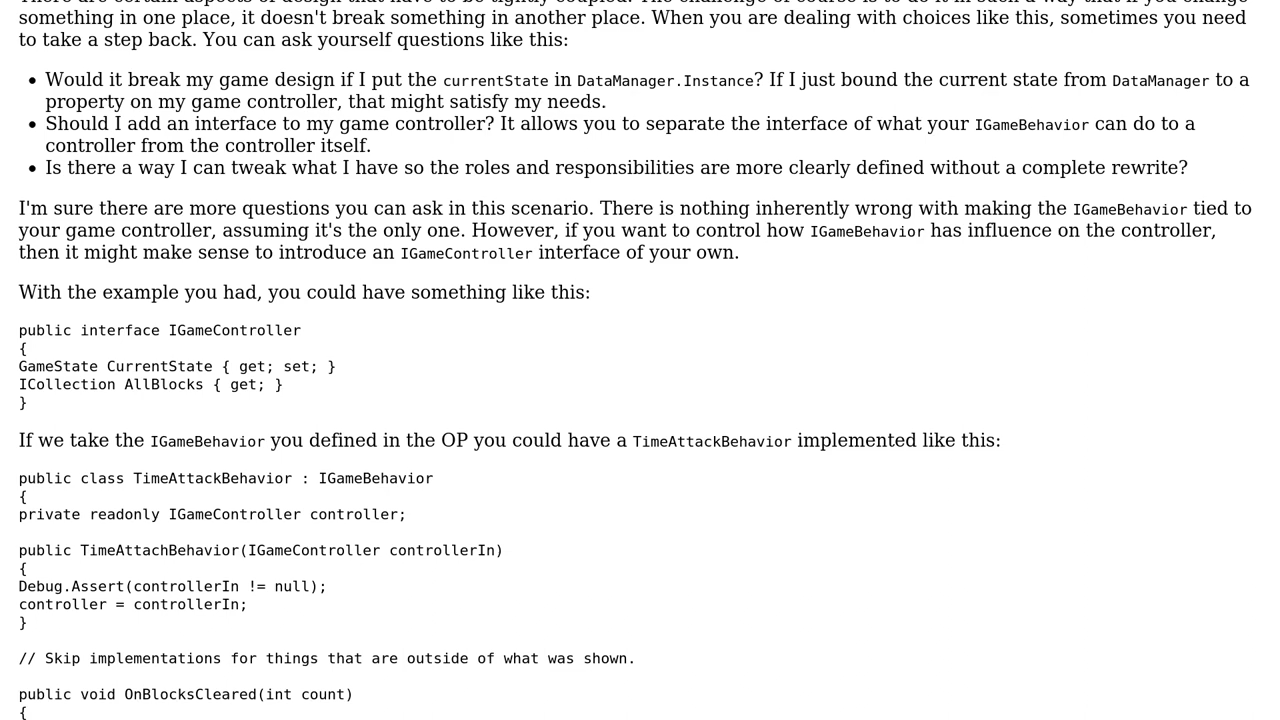 something in one place, it doesn't break something in another place. When you are dealing with choices like this, sometimes you need
to take a step back. You can ask yourself questions like this:
• Would it break my game design if I put the currentState in DataManager.Instance? If I just bound the current state from DataManager to a
property on my game controller, that might satisfy my needs.
• Should I add an interface to my game controller? It allows you to separate the interface of what your IGameBehavior can do to a
controller from the controller itself.
• Is there a way I can tweak what I have so the roles and responsibilities are more clearly defined without a complete rewrite?
I'm sure there are more questions you can ask in this scenario. There is nothing inherently wrong with making the IGameBehavior tied to
your game controller, assuming it's the only one. However, if you want to control how IGameBehavior has influence on the controller,
then it might make sense to introduce an IGameController interface of your own.
With the example you had, you could have something like this:
public interface IGameController
{
GameState CurrentState { get; set; }
ICollection AllBlocks { get; }
}
If we take the IGameBehavior you defined in the OP you could have a TimeAttackBehavior implemented like this:
public class TimeAttackBehavior : IGameBehavior
{
private readonly IGameController controller;
public TimeAttachBehavior(IGameController controllerIn)
{
Debug.Assert(controllerIn != null);
controller = controllerIn;
}
// Skip implementations for things that are outside of what was shown.
public void OnBlocksCleared(int count)
{